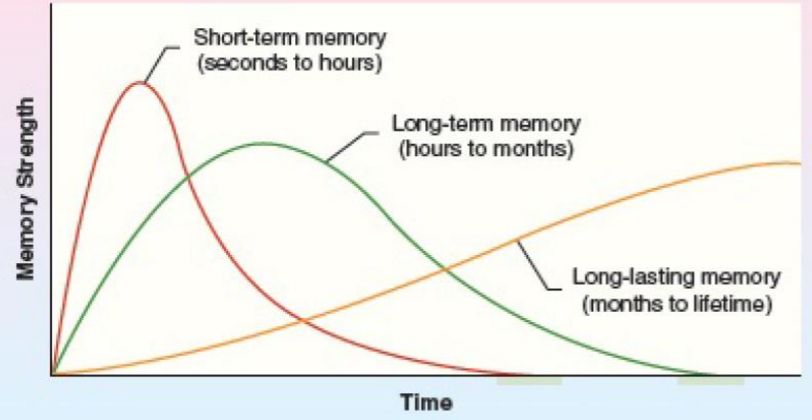 Short-term memory
(seconds to hours)
Long-term memory
(hours to months)
Memory Strength
Long-lasting memory
(months to lifetime)
Time